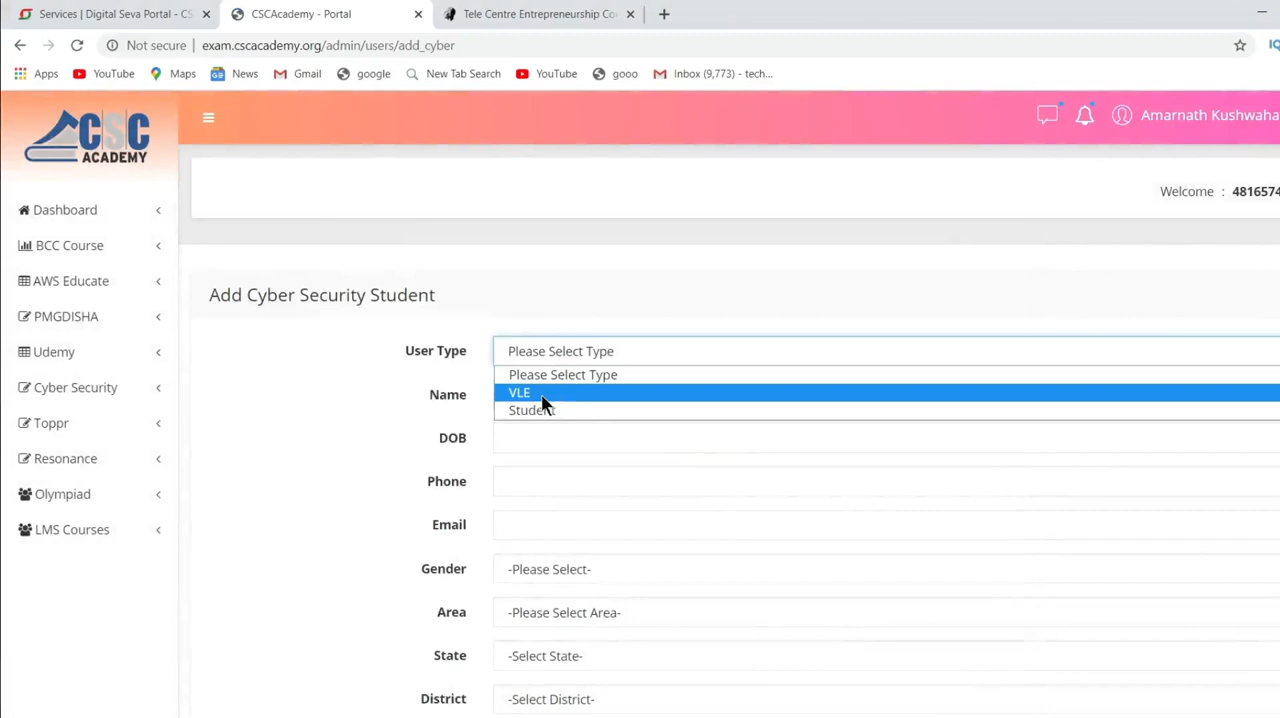 Services | Digital Seva Portal - CS
CSCAcademy - Portal
Tele Centre Entrepreneurship Co
Not secure | exam.cscacademy.org/admin/users/add_cyber
Apps YouTube Maps News Gmail google New Tab Search YouTube gooo Inbox (9,773) - tech...
CSC
ACADEMY
Amarnath Kushwaha
Welcome : 4816574
Dashboard
BCC Course
AWS Educate
PMGDISHA
Udemy
Cyber Security
Toppr
Resonance
Olympiad
LMS Courses
Add Cyber Security Student
User Type Please Select Type
Please Select Type
VLE
Student
Name
DOB
Phone
Email
Gender -Please Select-
Area -Please Select Area-
State -Select State-
District -Select District-